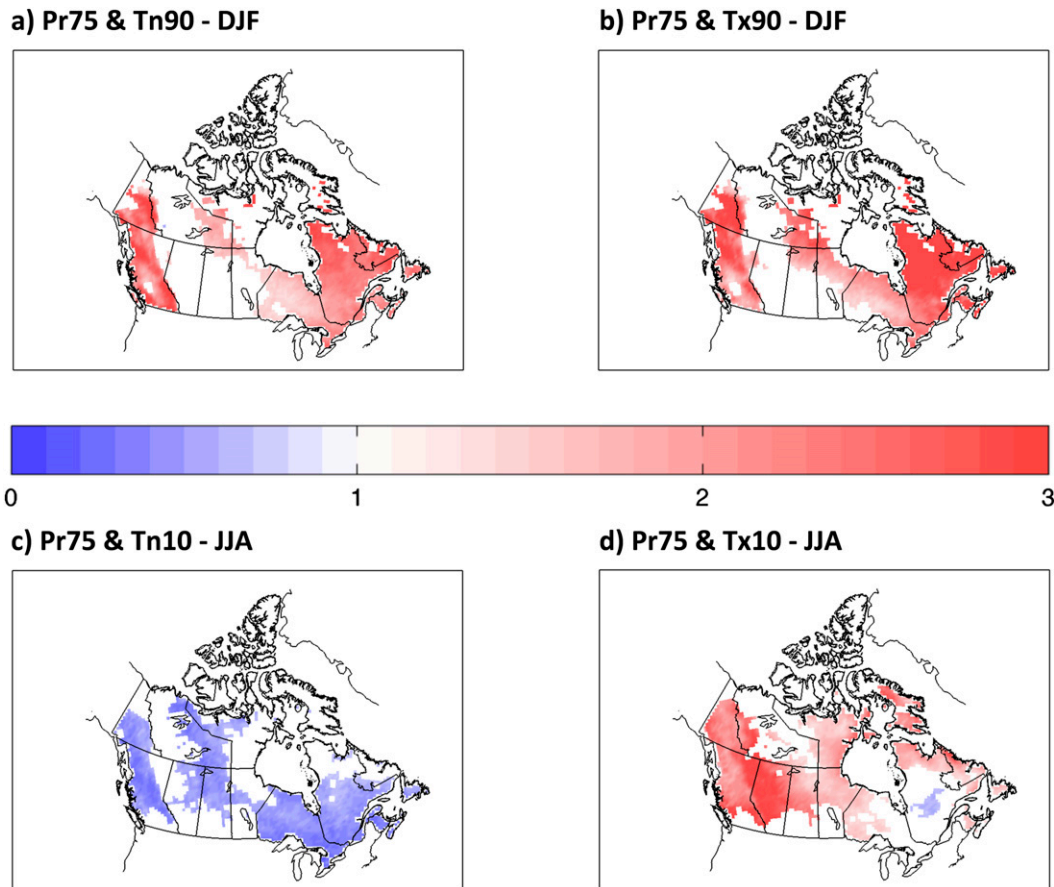 a) Pr75 & Tn90 - DJF
b) Pr75 & Tx90 - DJF
0 1 2 3
c) Pr75 & Tn10 - JJA
d) Pr75 & Tx10 - JJA